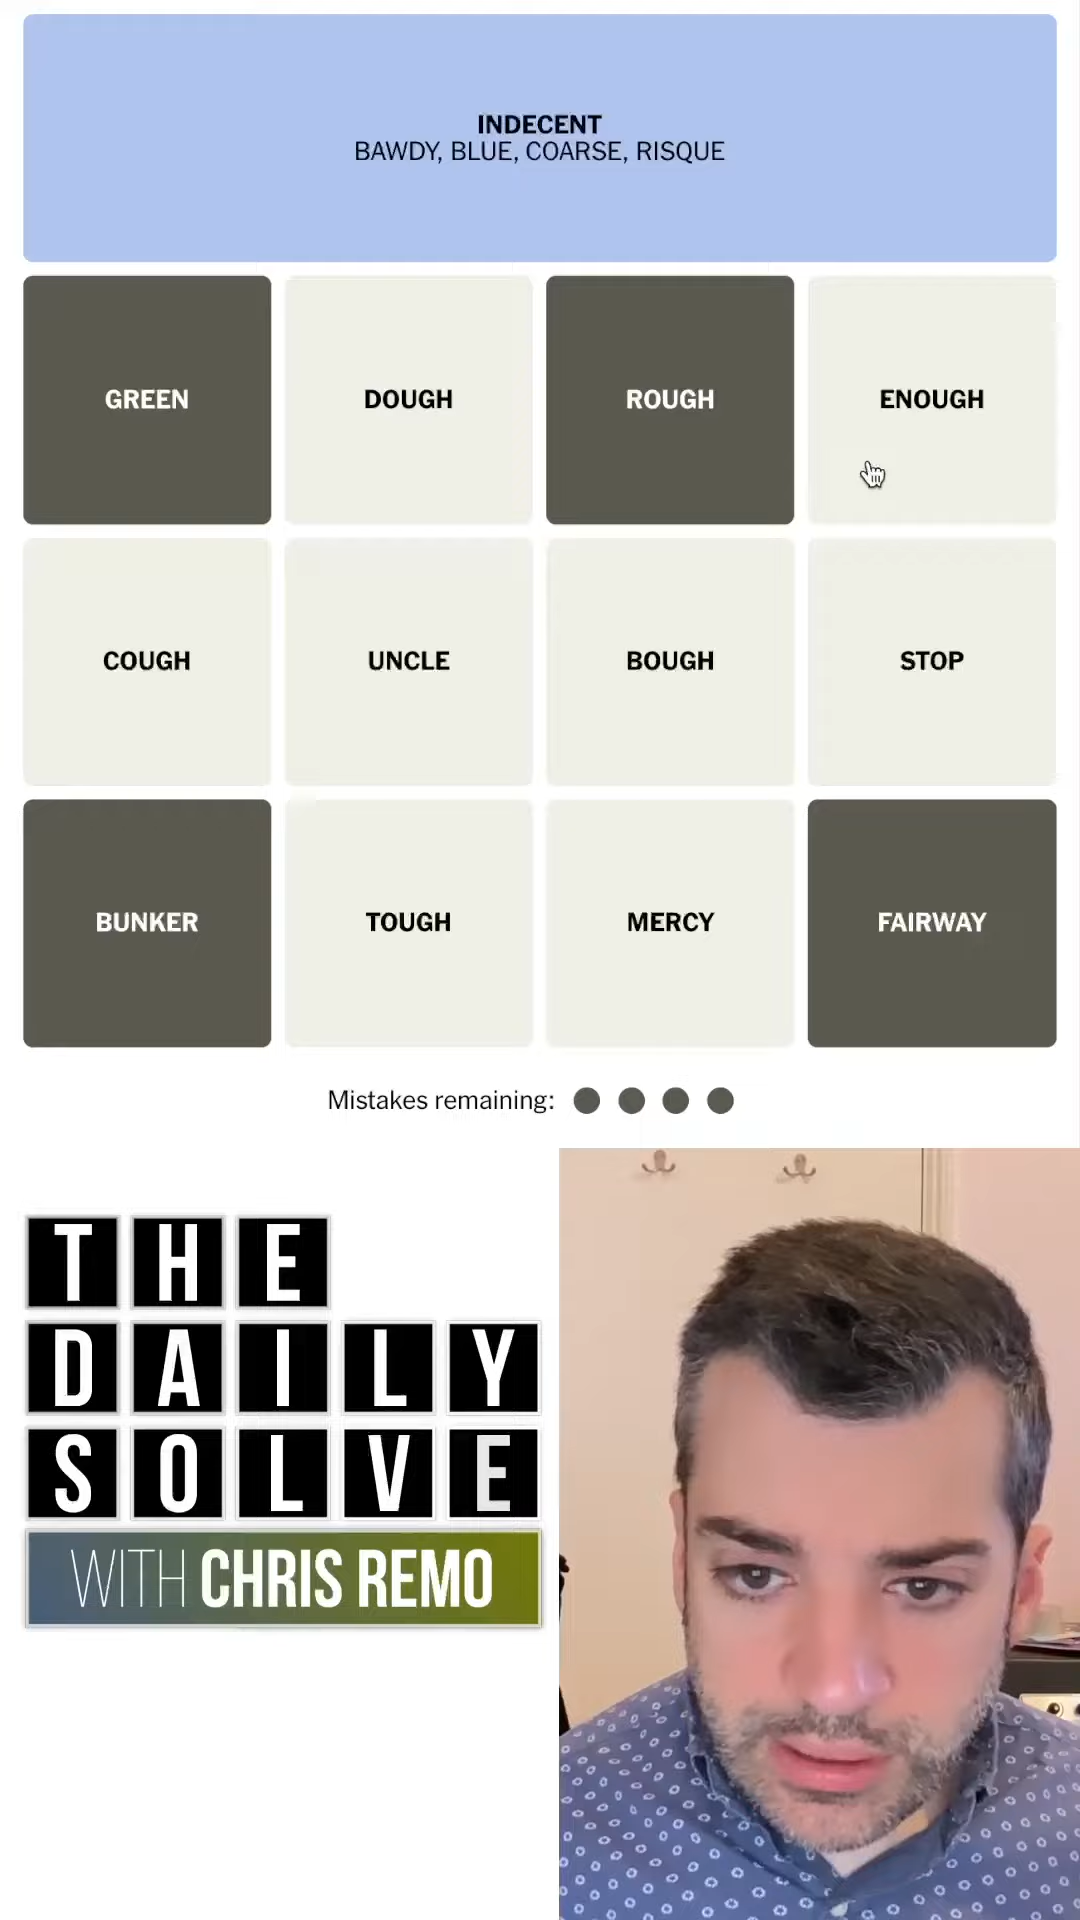 INDECENT
BAWDY, BLUE, COARSE, RISQUE
GREEN DOUGH ROUGH ENOUGH
COUGH UNCLE BOUGH STOP
BUNKER TOUGH MERCY FAIRWAY
Mistakes remaining:
THE
DAILY
SOLVE
WITH CHRIS REMO